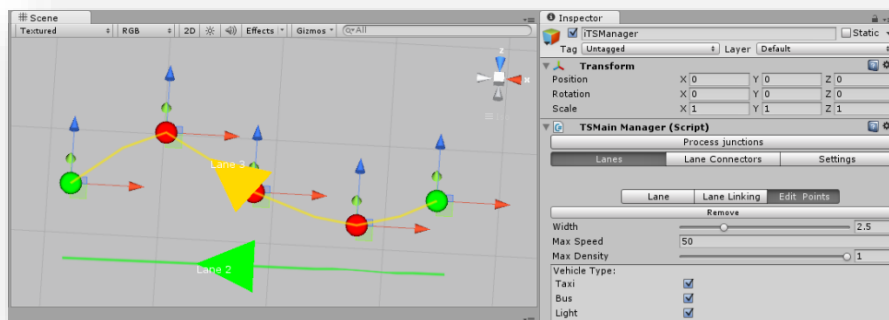 Scene
Textured RGB 2D Effects Gizmos All
Lane 3
Lane 2
Inspector
iTSManager Static
Tag Untagged Layer Default
Transform
Position X 0 Y 0 Z 0
Rotation X 0 Y 0 Z 0
Scale X 1 Y 1 Z 1
TSMain Manager (Script)
Process junctions
Lanes Lane Connectors Settings
Lane Lane Linking Edit Points
Remove
Width 2.5
Max Speed 50
Max Density 1
Vehicle Type:
Taxi
Bus
Light